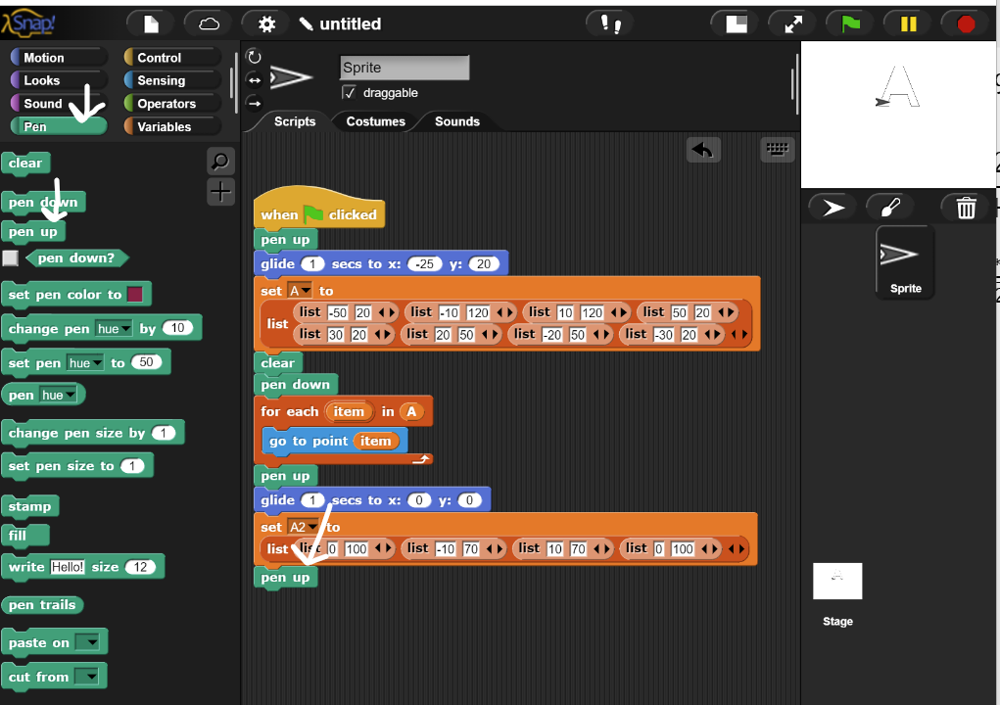 Snap! untitled
Motion Control
Looks Sensing
Sound Operators
Pen Variables
Sprite
draggable
Scripts Costumes Sounds
clear
pen down
pen up
pen down?
set pen color to
change pen hue by 10
set pen hue to 50
pen hue
change pen size by 1
set pen size to 1
stamp
fill
write Hello! size 12
pen trails
paste on
cut from
when clicked
pen up
glide 1 secs to x: -25 y: 20
set A to
list list -50 20 list -10 120 list 10 120 list 50 20
list 30 20 list 20 50 list -20 50 list -30 20
clear
pen down
for each item in A
go to point item
pen up
glide 1 secs to x: 0 y: 0
set A2 to
list list 0 100 list -10 70 list 10 70 list 0 100
pen up
A
Sprite
Stage